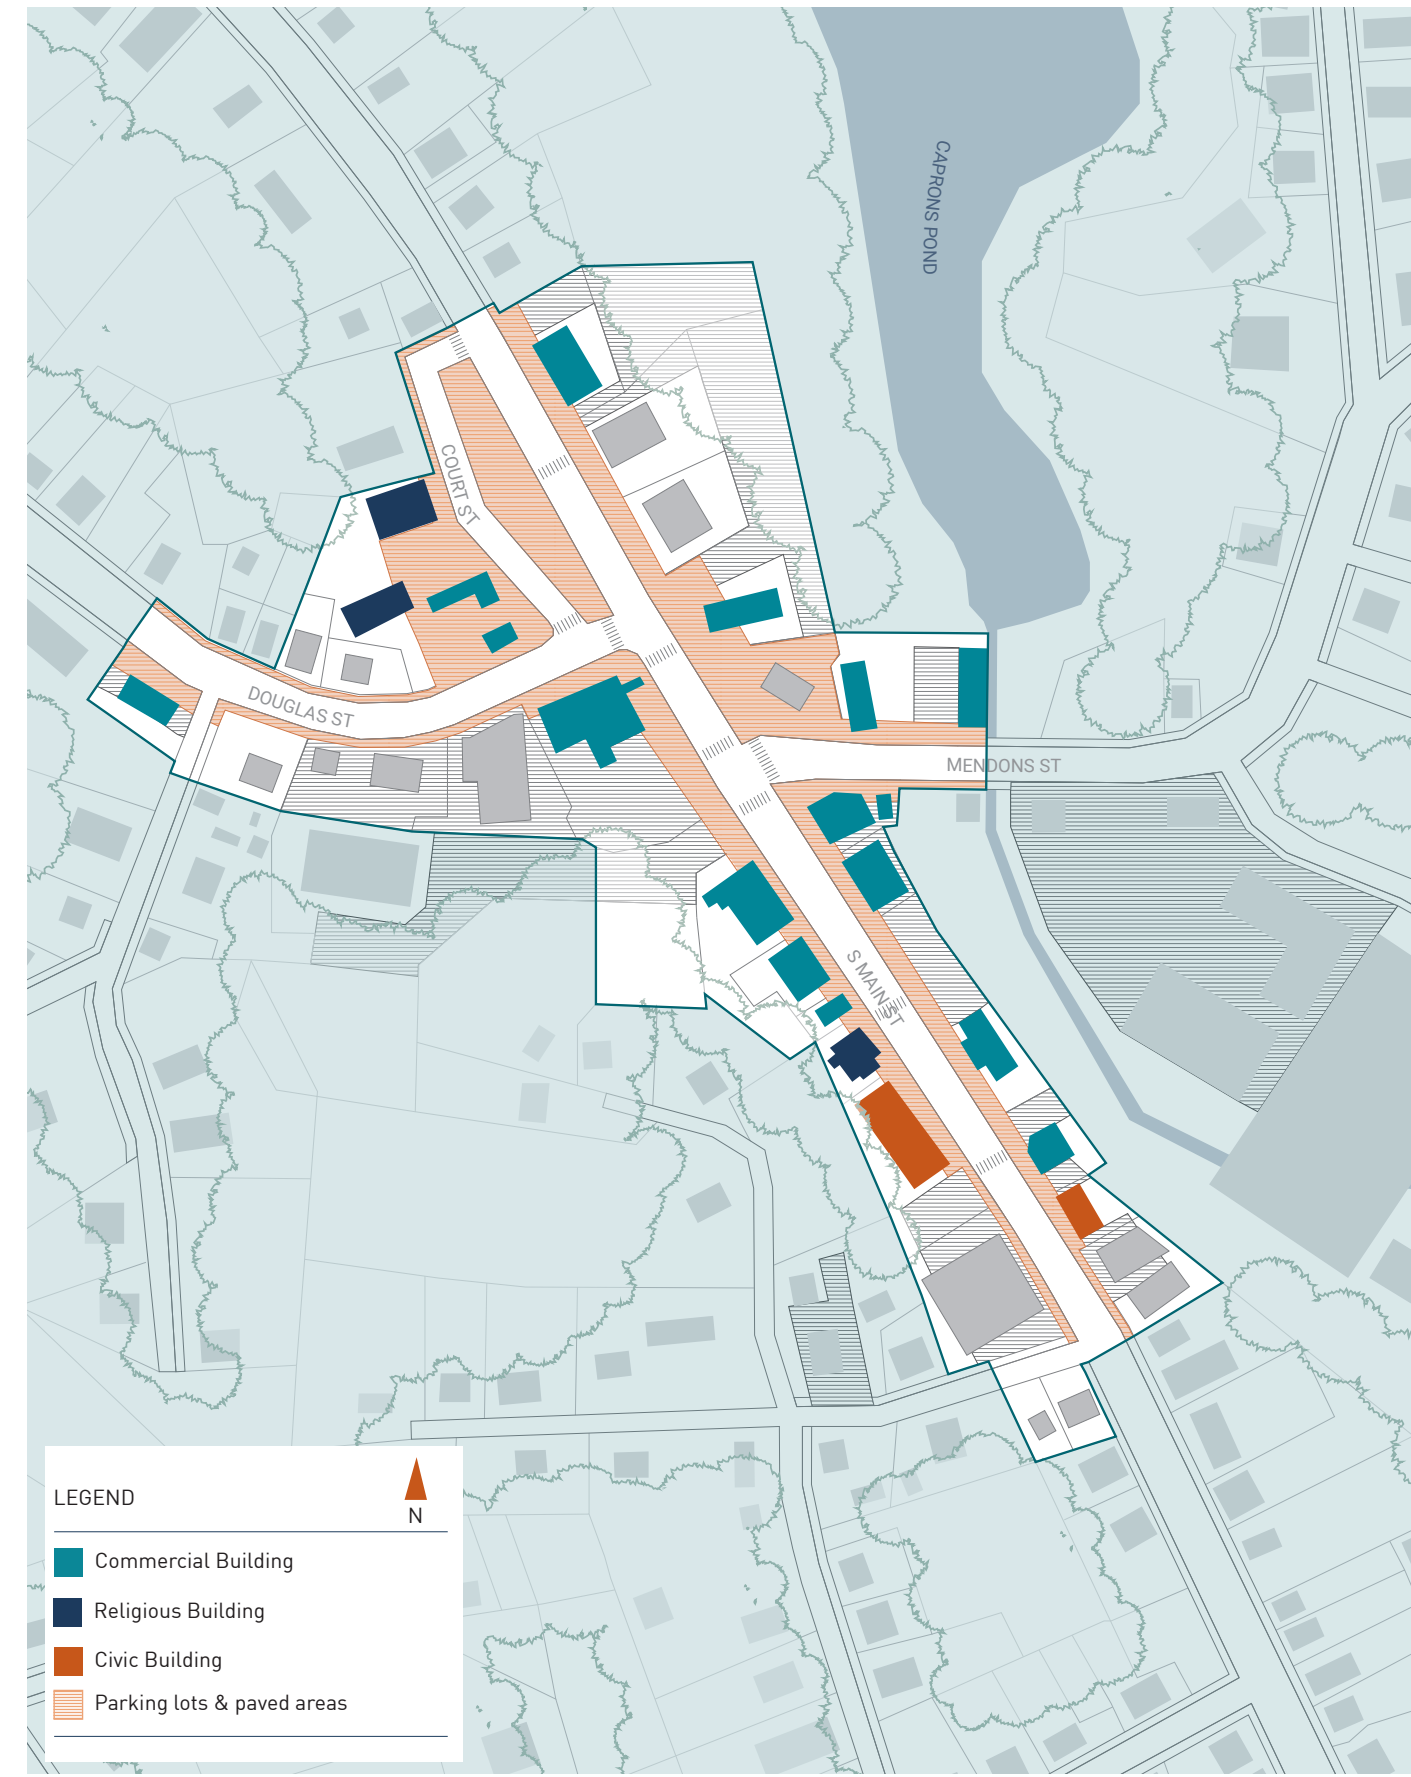 CAPRONS POND
COURT ST
DOUGLAS ST
MENDONS ST
S MAIN ST
LEGEND
N
Commercial Building
Religious Building
Civic Building
Parking lots & paved areas